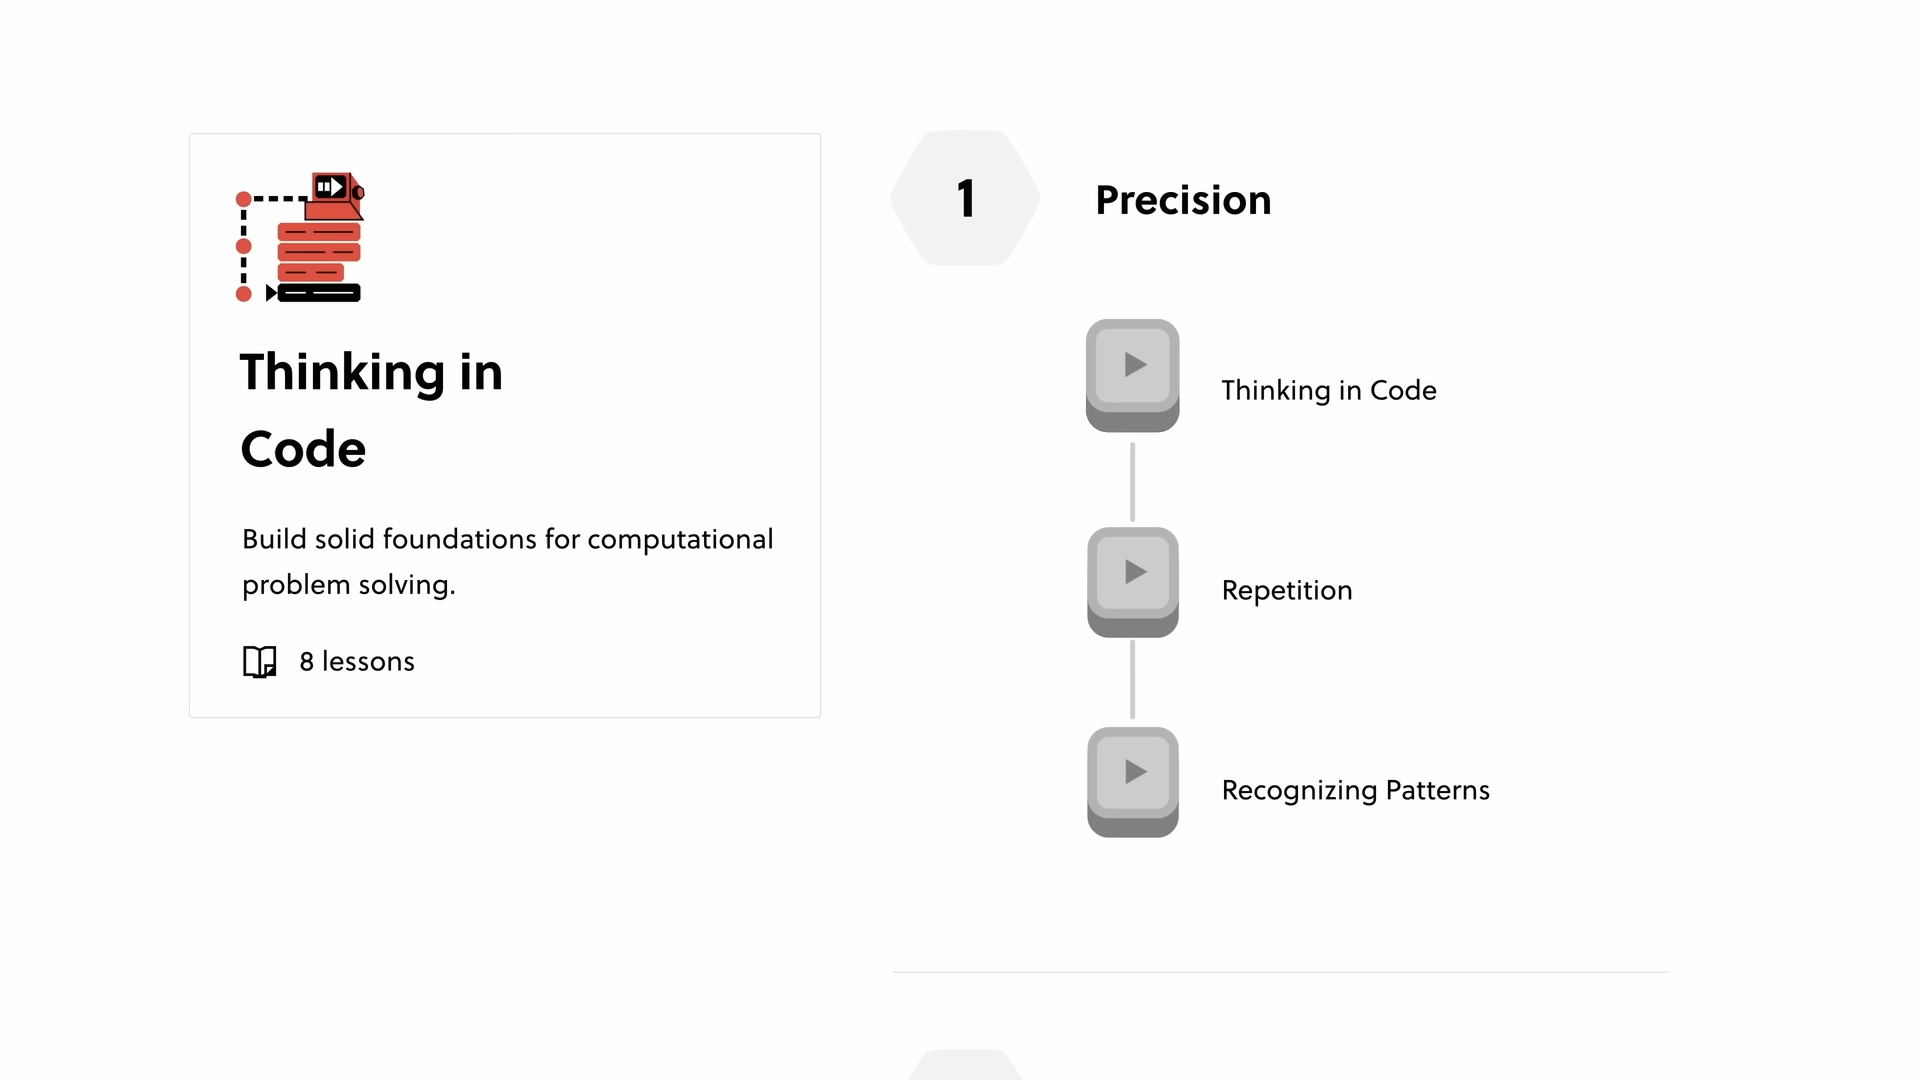 Thinking in
Code
Build solid foundations for computational
problem solving.
8 lessons
1
Precision
Thinking in Code
Repetition
Recognizing Patterns